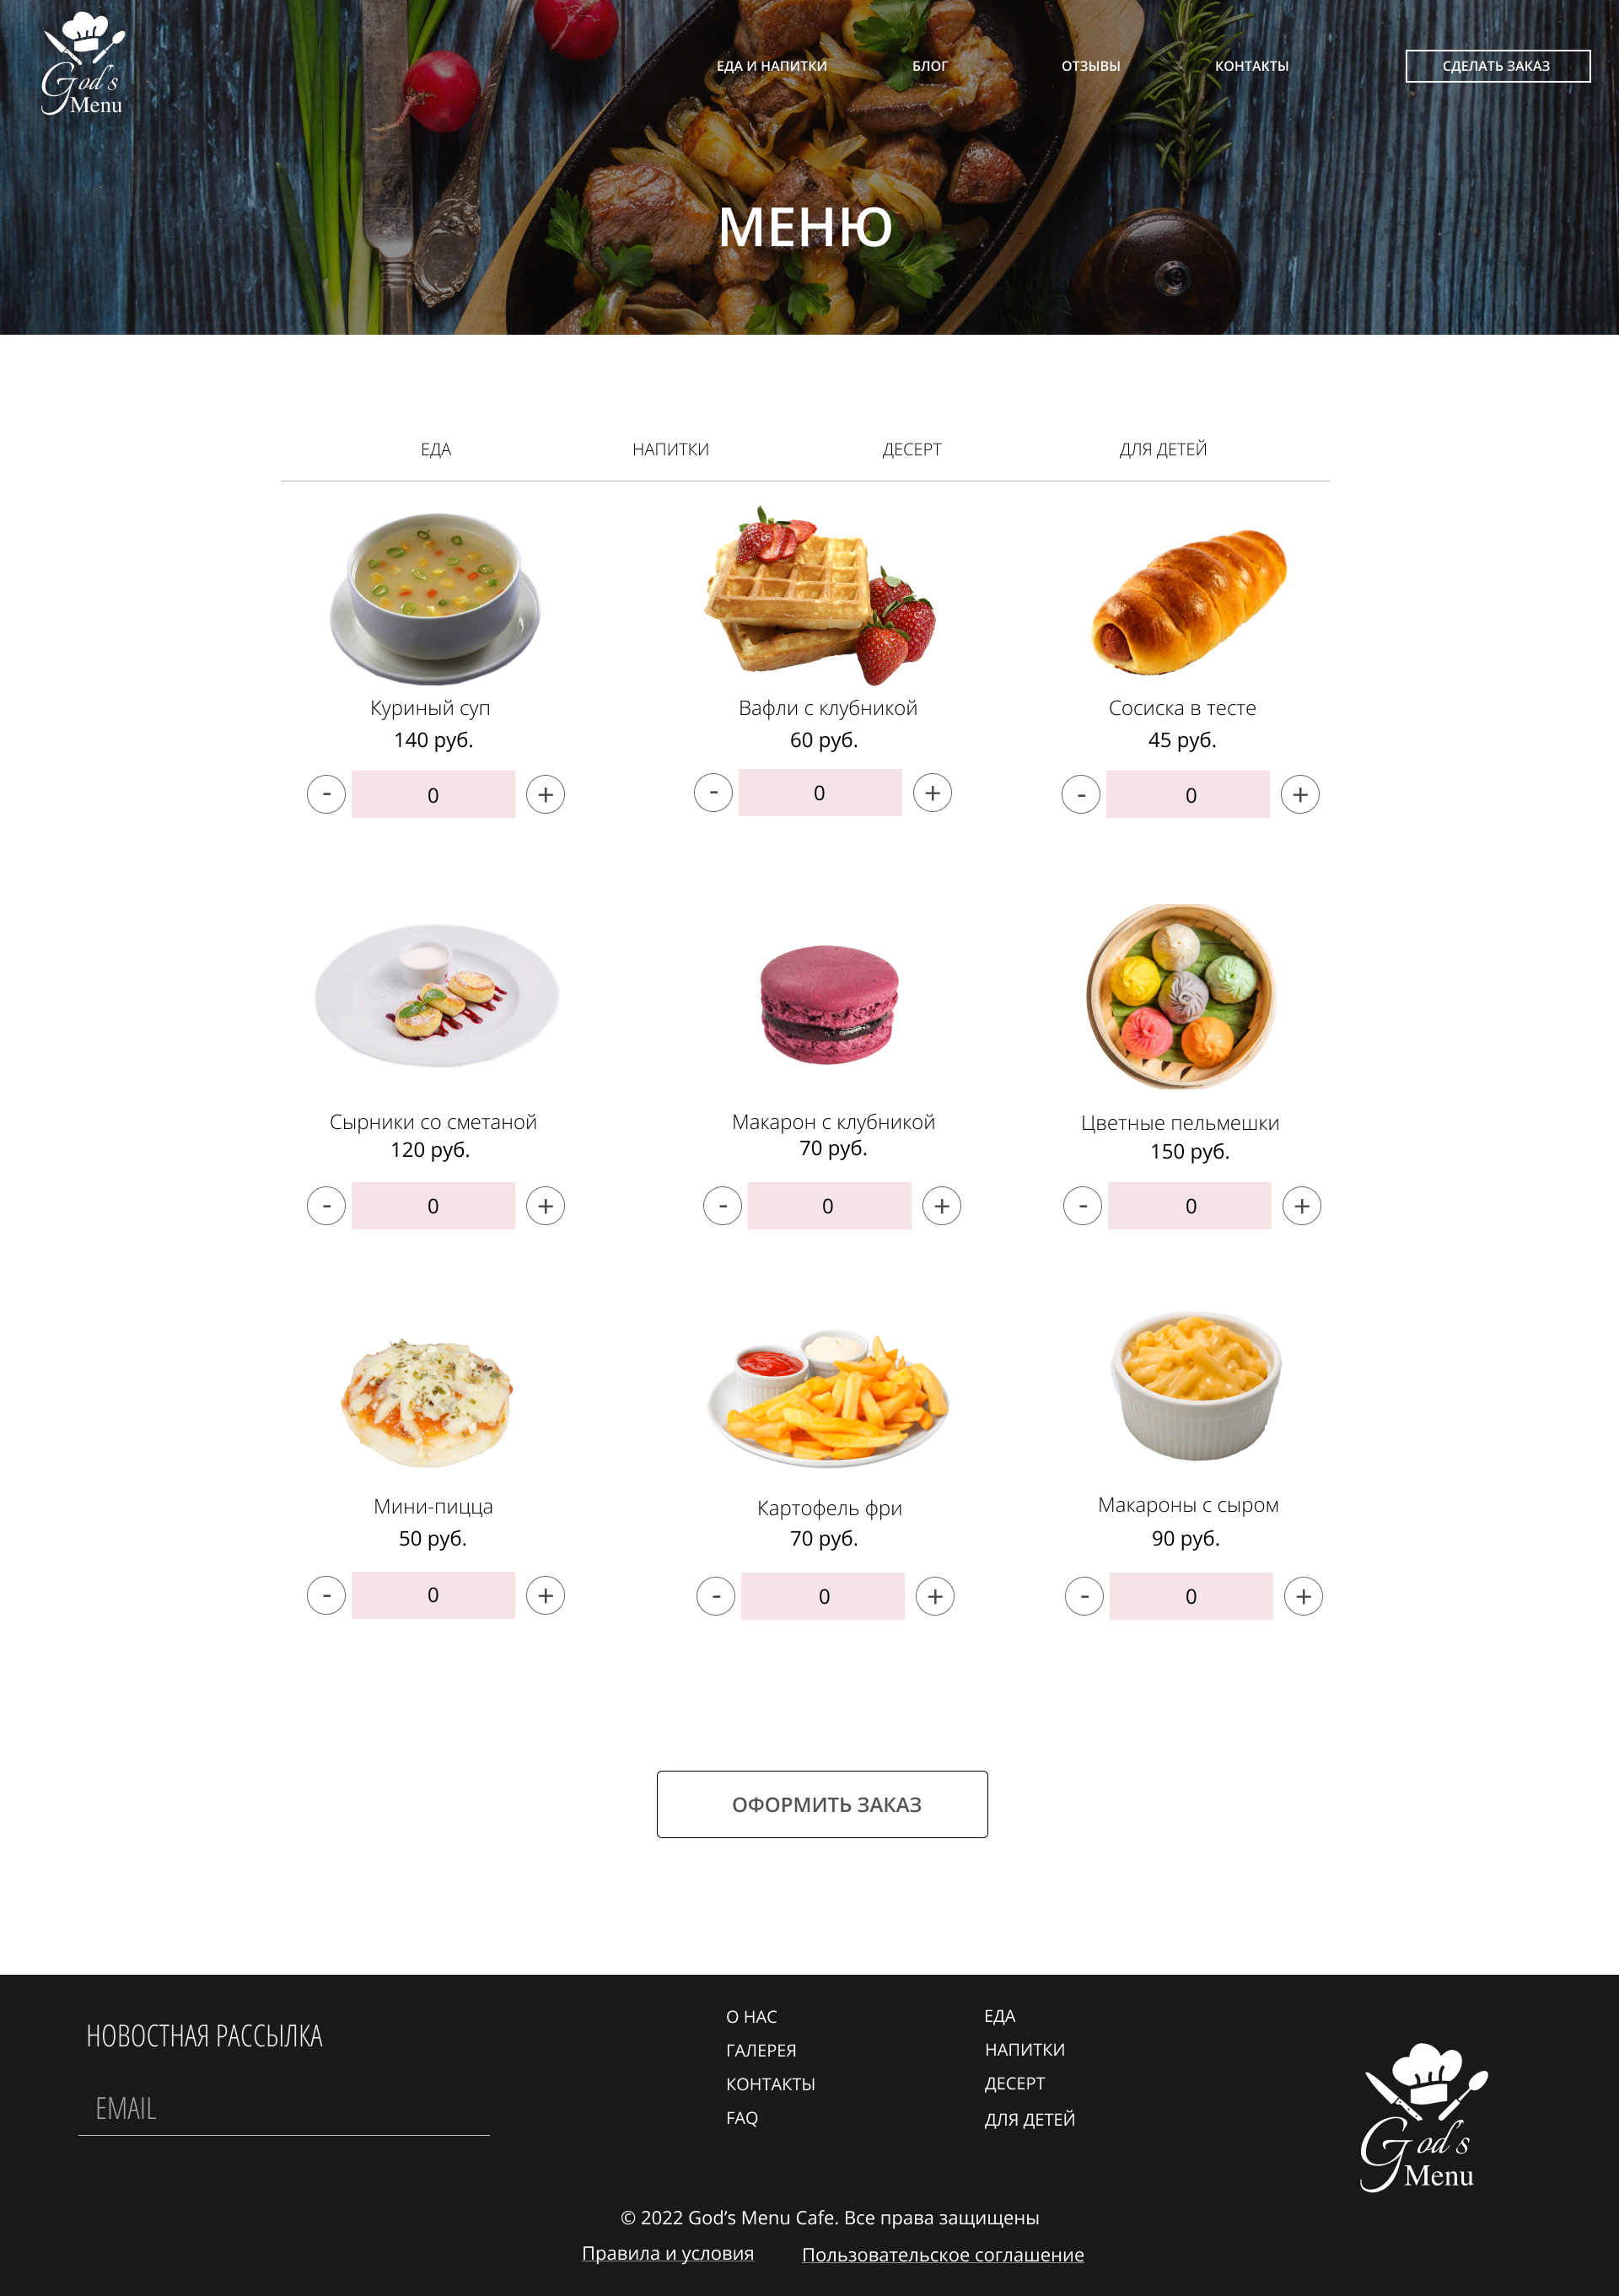 God's
Menu
ЕДА И НАПИТКИ
БЛОГ
ОТЗЫВЫ
КОНТАКТЫ
СДЕЛАТЬ ЗАКАЗ
МЕНЮ
ЕДА
НАПИТКИ
ДЕСЕРТ
ДЛЯ ДЕТЕЙ
Куриный суп
140 руб.
- 0 +
Вафли с клубникой
60 руб.
- 0 +
Сосиска в тесте
45 руб.
- 0 +
Сырники со сметаной
120 руб.
- 0 +
Макарон с клубникой
70 руб.
- 0 +
Цветные пельмешки
150 руб.
- 0 +
Мини-пицца
50 руб.
- 0 +
Картофель фри
70 руб.
- 0 +
Макароны с сыром
90 руб.
- 0 +
ОФОРМИТЬ ЗАКАЗ
НОВОСТНАЯ РАССЫЛКА
EMAIL
О НАС
ГАЛЕРЕЯ
КОНТАКТЫ
FAQ
ЕДА
НАПИТКИ
ДЕСЕРТ
ДЛЯ ДЕТЕЙ
God's
Menu
© 2022 God’s Menu Cafe. Все права защищены
Правила и условия
Пользовательское соглашение